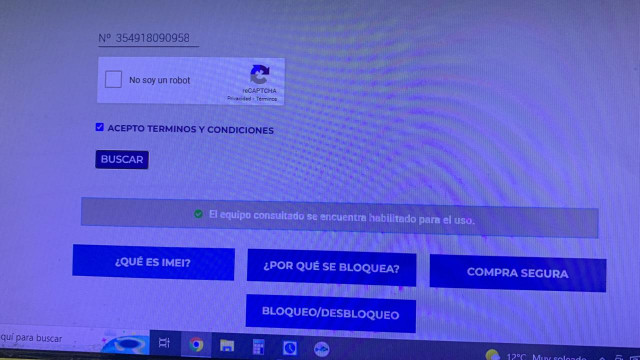 Nº 354918090958
No soy un robot
reCAPTCHA
Privacidad - Términos
ACEPTO TERMINOS Y CONDICIONES
BUSCAR
El equipo consultado se encuentra habilitado para el uso.
¿QUÉ ES IMEI?
¿POR QUÉ SE BLOQUEA?
COMPRA SEGURA
BLOQUEO/DESBLOQUEO
quí para buscar
12°C Muy soleado